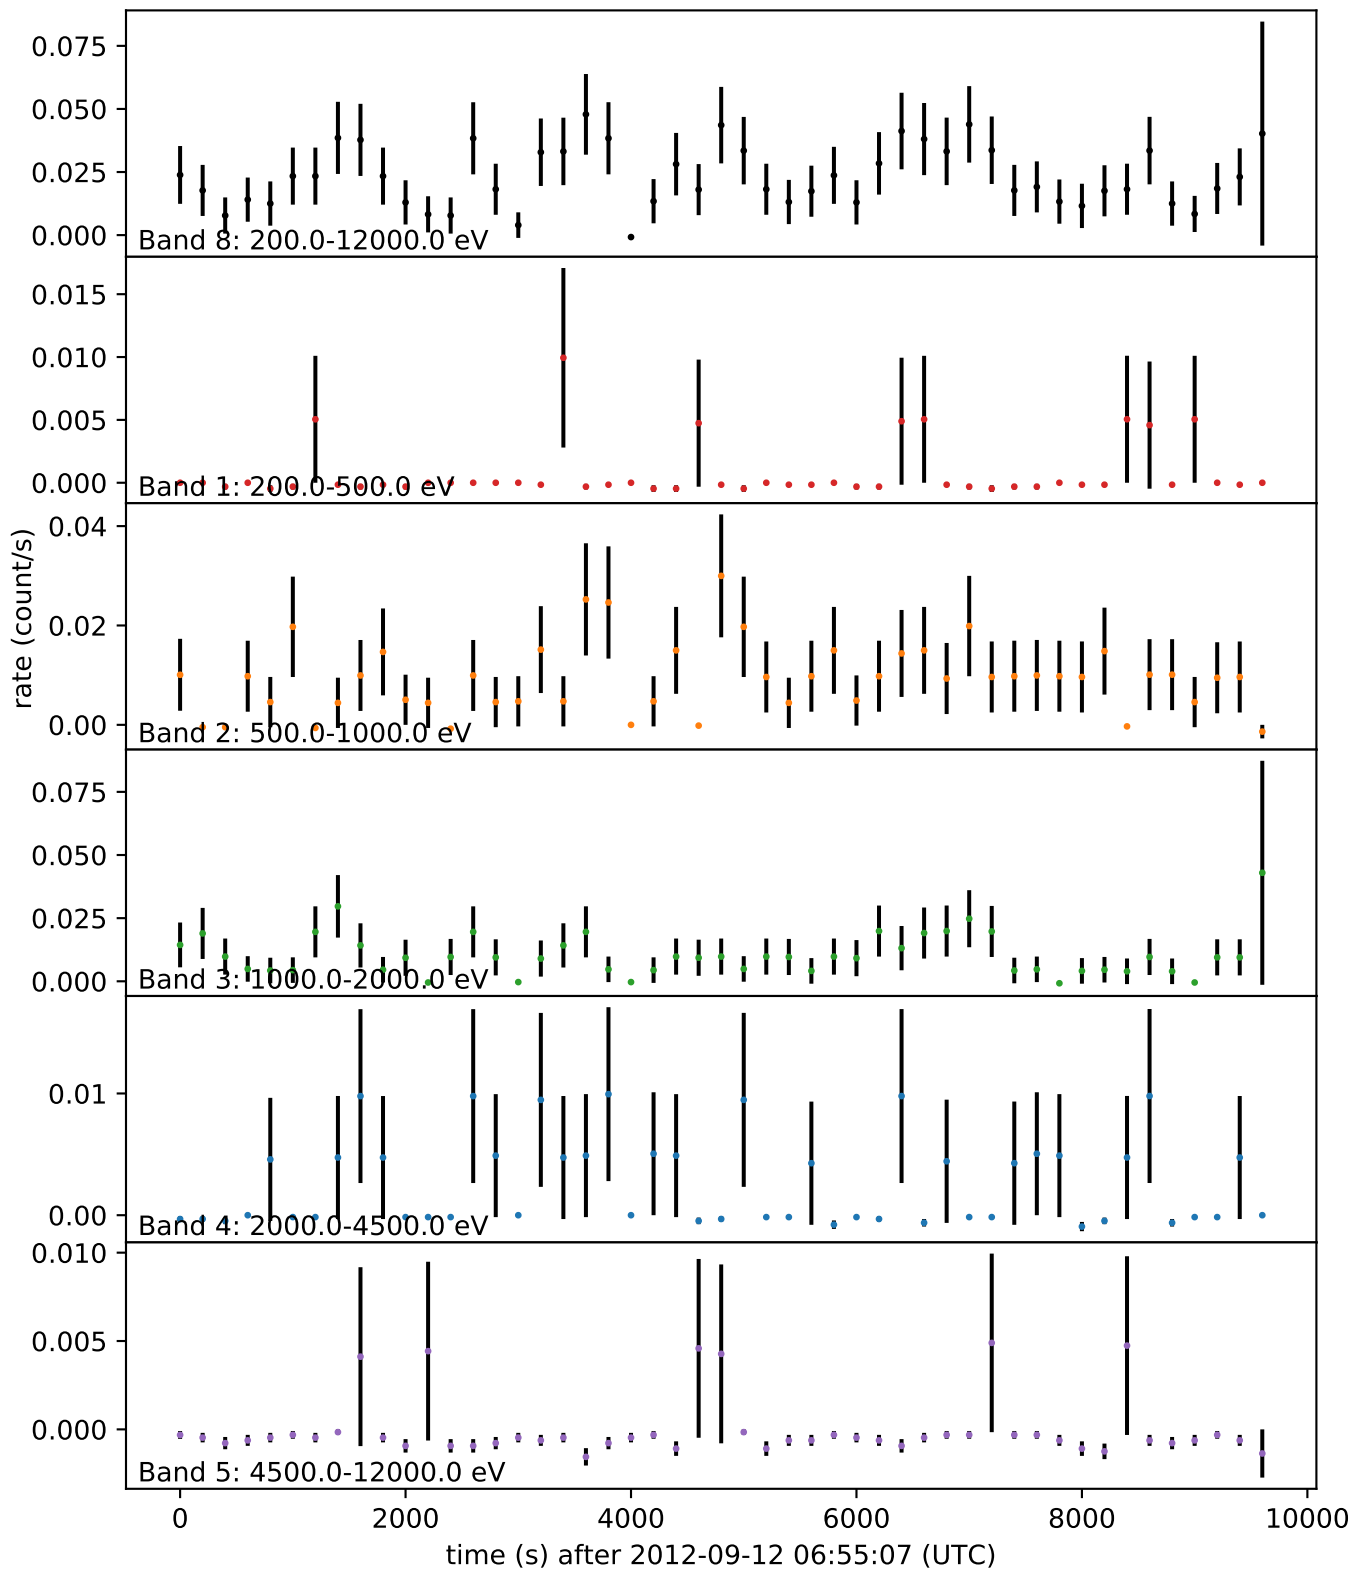 0.075
0.050
0.025
0.000
Band 8: 200.0-12000.0 eV
0.015
0.010
0.005
0.000
Band 1: 200.0-500.0 eV
rate (count/s)
0.04
0.02
0.00
Band 2: 500.0-1000.0 eV
0.075
0.050
0.025
0.000
Band 3: 1000.0-2000.0 eV
0.01
0.00
Band 4: 2000.0-4500.0 eV
0.010
0.005
0.000
Band 5: 4500.0-12000.0 eV
0 2000 4000 6000 8000 10000
time (s) after 2012-09-12 06:55:07 (UTC)